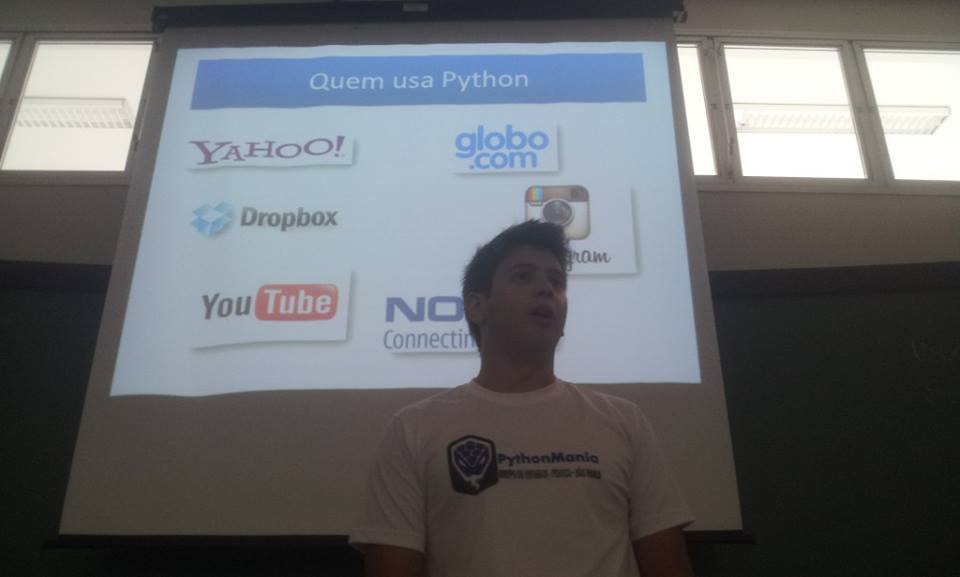 Quem usa Python
YAHOO!
globo
.com
Dropbox
gram
YouTube
NO
Connectin
PythonMania